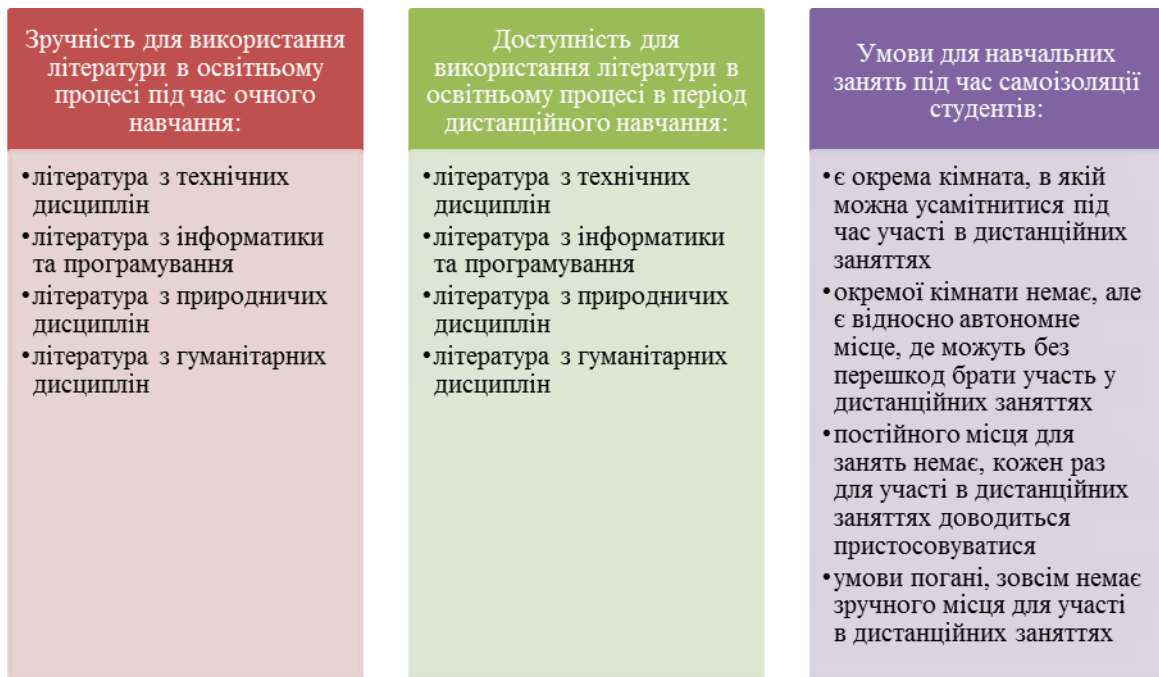 Зручність для використання
літератури в освітньому
процесі під час очного
навчання:
•література з технічних
дисциплін
•література з інформатики
та програмування
•література з природничих
дисциплін
•література з гуманітарних
дисциплін
Доступність для
використання літератури в
освітньому процесі в період
дистанційного навчання:
•література з технічних
дисциплін
•література з інформатики
та програмування
•література з природничих
дисциплін
•література з гуманітарних
дисциплін
Умови для навчальних
занять під час самоізоляції
студентів:
•є окрема кімната, в якій
можна усамітнитися під
час участі в дистанційних
заняттях
•окремої кімнати немає, але
є відносно автономне
місце, де можуть без
перешкод брати участь у
дистанційних заняттях
•постійного місця для
занять немає, кожен раз
для участі в дистанційних
заняттях доводиться
пристосовуватися
•умови погані, зовсім немає
зручного місця для участі
в дистанційних заняттях